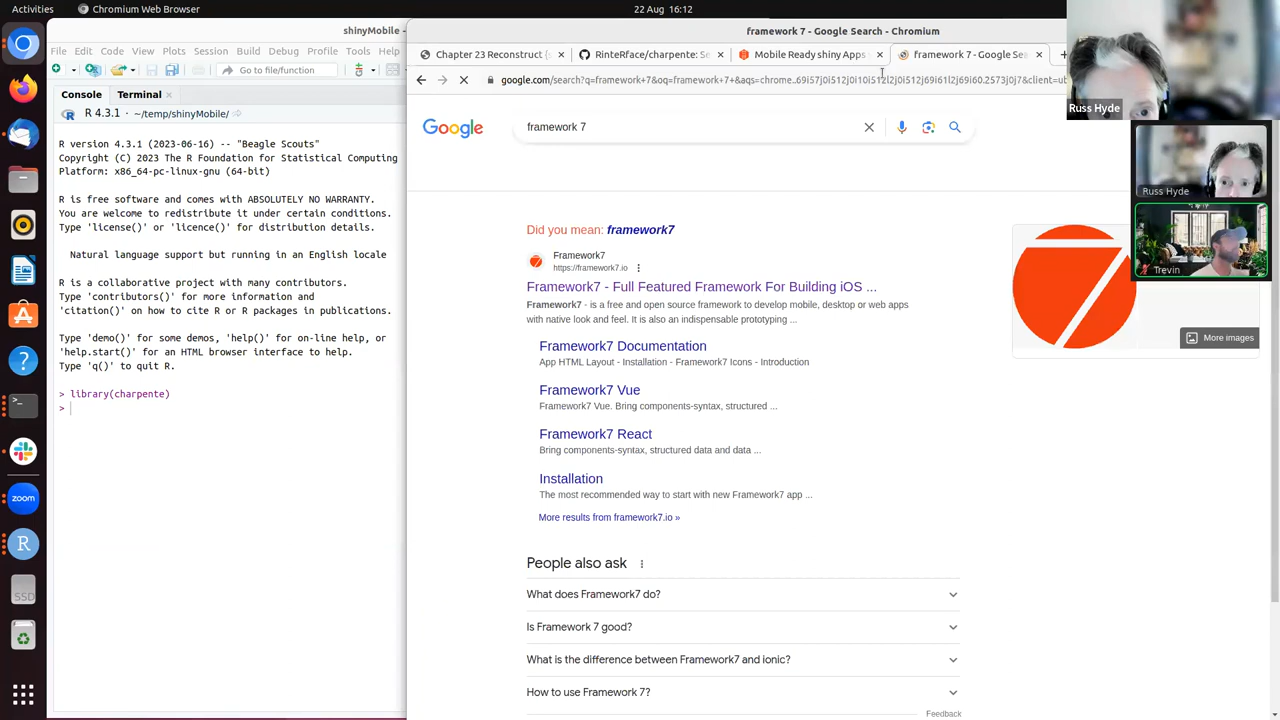 Activities
Chromium Web Browser
22 Aug 16:12
shinyMobile -
File Edit Code View Plots Session Build Debug Profile Tools
Go to file/function
Console Terminal
R 4.3.1 · ~/temp/shinyMobile/
R version 4.3.1 (2023-06-16) -- "Beagle Scouts"
Copyright (C) 2023 The R Foundation for Statistical Computing
Platform: x86_64-pc-linux-gnu (64-bit)
R is free software and comes with ABSOLUTELY NO WARRANTY.
You are welcome to redistribute it under certain conditions.
Type 'license()' or 'licence()' for distribution details.
Natural language support but running in an English locale
R is a collaborative project with many contributors.
Type 'contributors()' for more information and
'citation()' on how to cite R or R packages in publications.
Type 'demo()' for some demos, 'help()' for on-line help, or
'help.start()' for an HTML browser interface to help.
Type 'q()' to quit R.
> library(charpente)
>
SSD
zoom
framework 7 - Google Search - Chromium
Chapter 23 Reconstruct (
RinteRface/charpente: Se
Mobile Ready shiny Apps
framework 7 - Google Sea
Google
framework 7
Did you mean: framework7
Framework7
https://framework7.io
Framework7 - Full Featured Framework For Building iOS ...
Framework7 - is a free and open source framework to develop mobile, desktop or web apps
with native look and feel. It is also an indispensable prototyping ...
Framework7 Documentation
App HTML Layout - Installation - Framework7 Icons - Introduction
Framework7 Vue
Framework7 Vue. Bring components-syntax, structured ...
Framework7 React
Bring components-syntax, structured data and data ...
Installation
The most recommended way to start with new Framework7 app ...
More results from framework7.io »
People also ask
What does Framework7 do?
Is Framework 7 good?
What is the difference between Framework7 and ionic?
How to use Framework 7?
Feedback
More images
Russ Hyde
Russ Hyde
Trevin